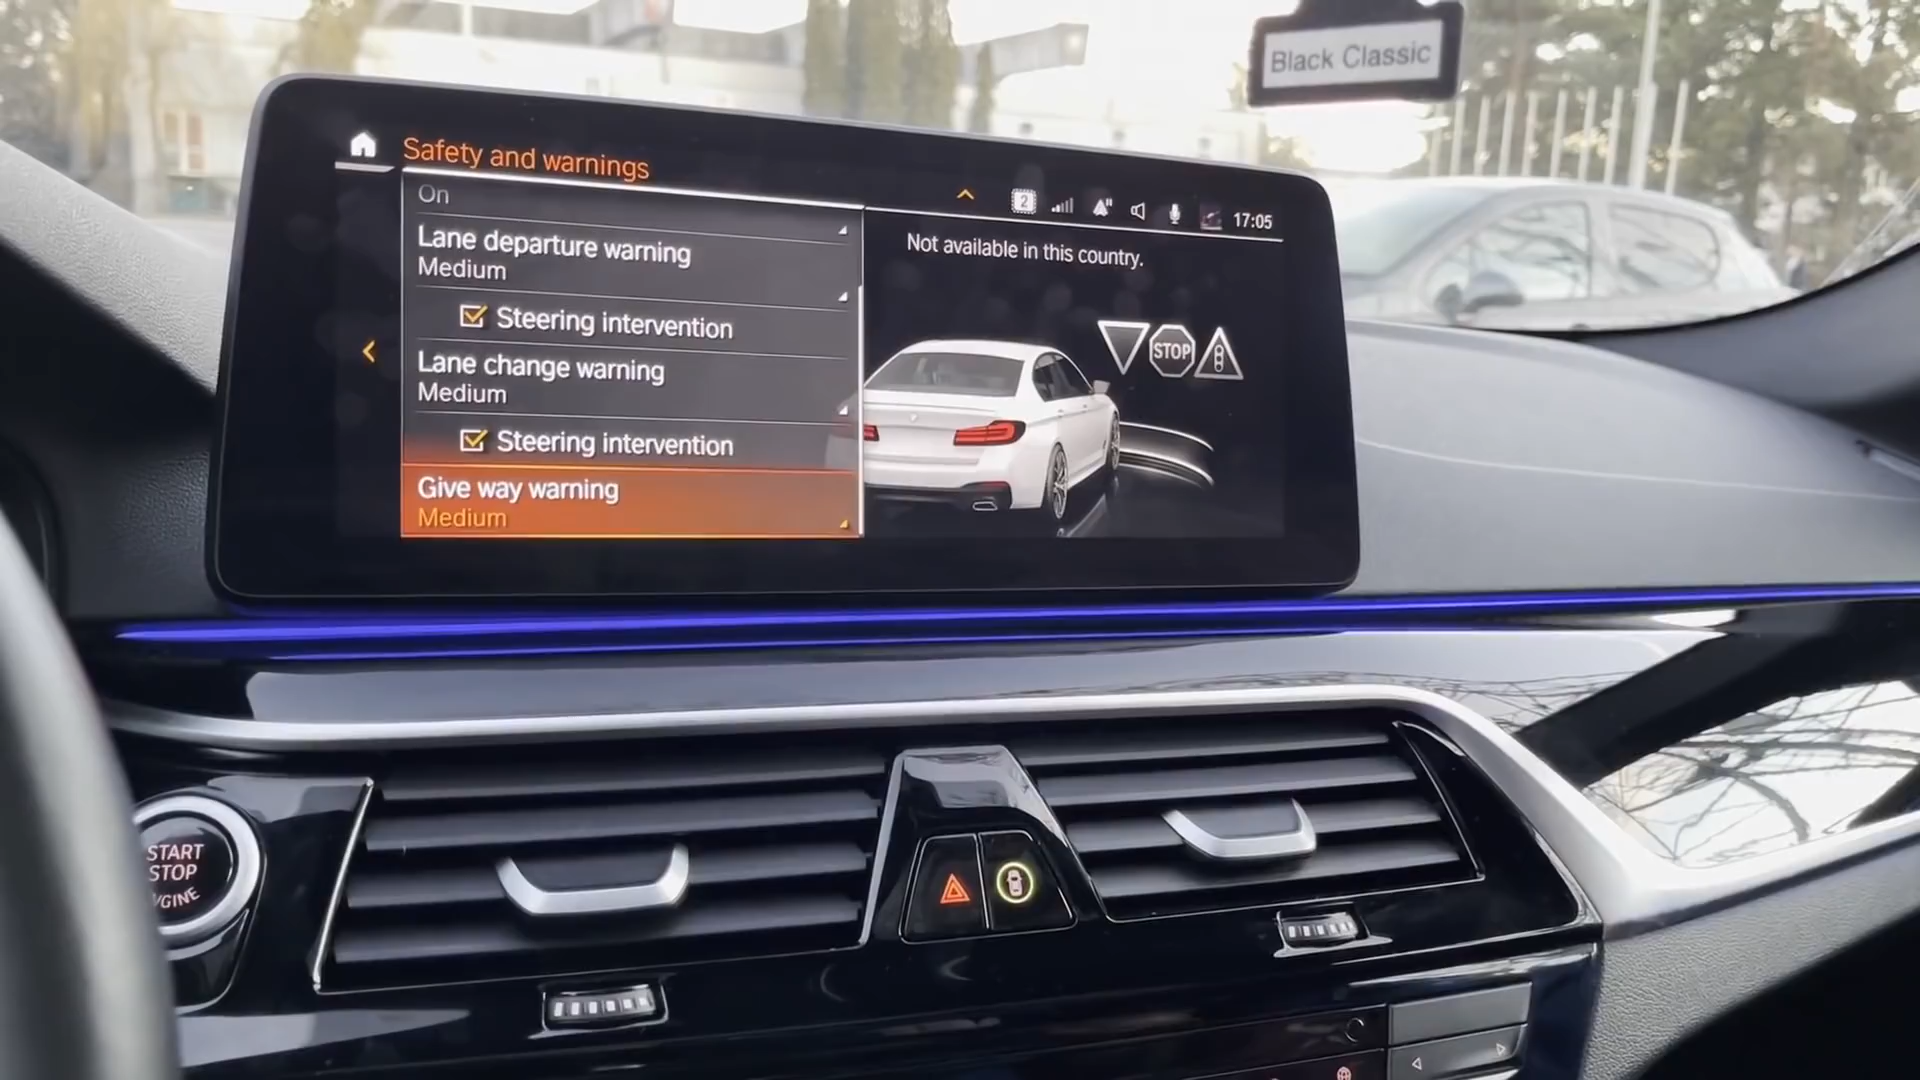 Black Classic
Safety and warnings
2
17:05
On
Lane departure warning
Medium
Steering intervention
Lane change warning
Medium
Steering intervention
Give way warning
Medium
Not available in this country.
STOP
START
STOP